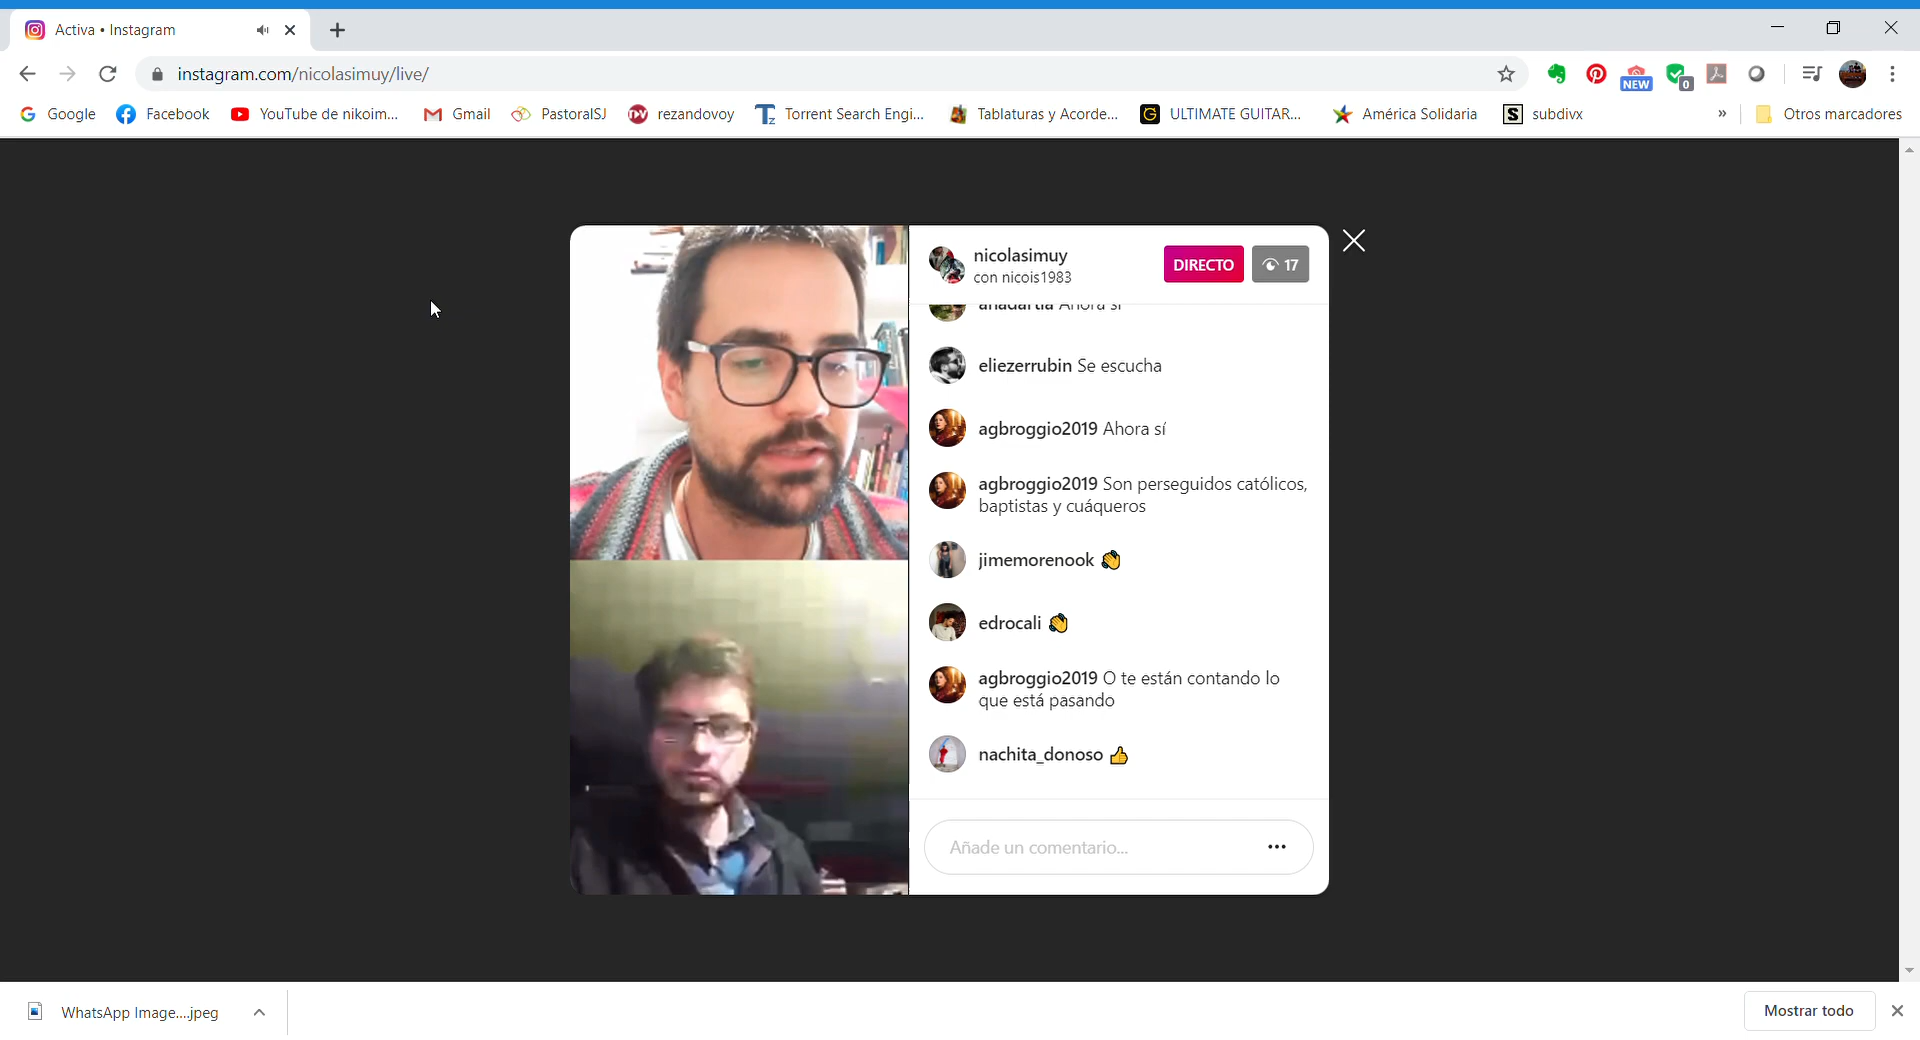 Activa • Instagram
instagram.com/nicolasimuy/live/
NEW
0
Google
Facebook
YouTube de nikoim...
Gmail
PastoralSJ
rezandovoy
Torrent Search Engi...
Tablaturas y Acorde...
ULTIMATE GUITAR...
América Solidaria
subdivx
»
Otros marcadores
nicolasimuy
con nicois1983
DIRECTO
17
eliezerrubin Se escucha
agbroggio2019 Ahora sí
agbroggio2019 Son perseguidos católicos,
baptistas y cuáqueros
jimemorenook 👏
edrocali 👏
agbroggio2019 O te están contando lo
que está pasando
nachita_donoso 👍
Añade un comentario...
WhatsApp Image....jpeg
Mostrar todo